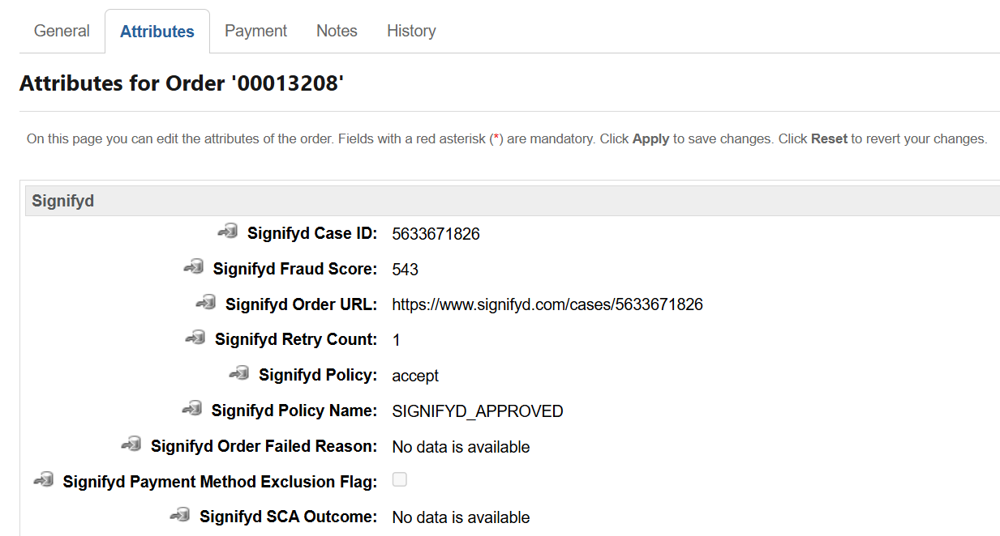 General Attributes Payment Notes History
Attributes for Order '00013208'
On this page you can edit the attributes of the order. Fields with a red asterisk (*) are mandatory. Click Apply to save changes. Click Reset to revert your changes.
Signifyd
Signifyd Case ID: 5633671826
Signifyd Fraud Score: 543
Signifyd Order URL: https://www.signifyd.com/cases/5633671826
Signifyd Retry Count: 1
Signifyd Policy: accept
Signifyd Policy Name: SIGNIFYD_APPROVED
Signifyd Order Failed Reason: No data is available
Signifyd Payment Method Exclusion Flag:
Signifyd SCA Outcome: No data is available